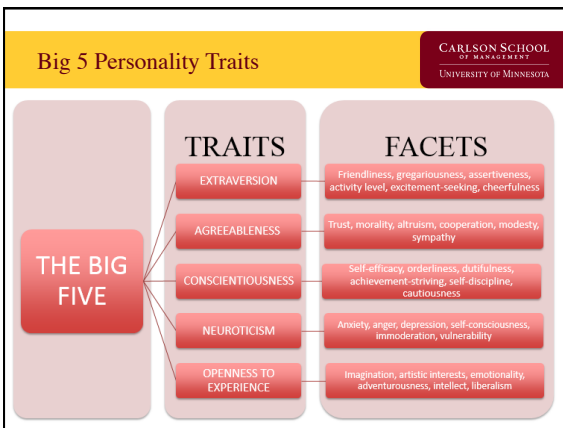 Big 5 Personality Traits
CARLSON SCHOOL
OF MANAGEMENT
UNIVERSITY OF MINNESOTA
TRAITS
FACETS
THE BIG
FIVE
EXTRAVERSION
Friendliness, gregariousness, assertiveness,
activity level, excitement-seeking, cheerfulness
AGREEABLENESS
Trust, morality, altruism, cooperation, modesty,
sympathy
CONSCIENTIOUSNESS
Self-efficacy, orderliness, dutifulness,
achievement-striving, self-discipline,
cautiousness
NEUROTICISM
Anxiety, anger, depression, self-consciousness,
immoderation, vulnerability
OPENNESS TO
EXPERIENCE
Imagination, artistic interests, emotionality,
adventurousness, intellect, liberalism